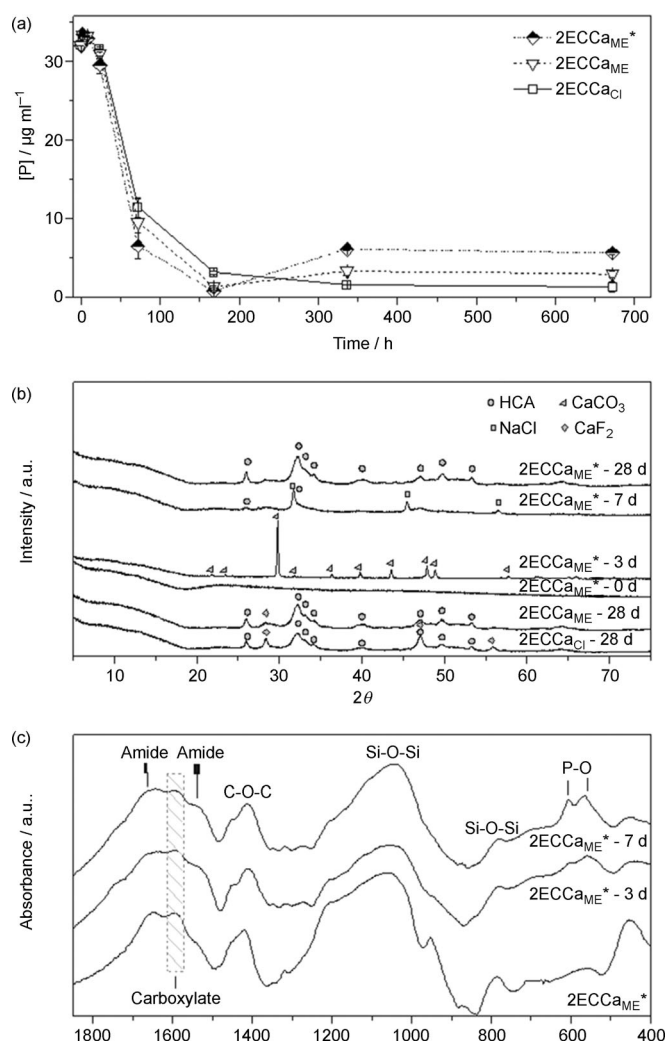 (a)
[P] / µg ml⁻¹
30
20
10
0
2ECCa_ME*
2ECCa_ME
2ECCa_Cl
0 100 200 300 400 500 600 700
Time / h
(b)
Intensity / a.u.
HCA CaCO₃
NaCl CaF₂
2ECCa_ME* - 28 d
2ECCa_ME* - 7 d
2ECCa_ME* - 3 d
2ECCa_ME* - 0 d
2ECCa_ME - 28 d
2ECCa_Cl - 28 d
10 20 30 40 50 60 70
2θ
(c)
Absorbance / a.u..
Amide I
Amide II
C-O-C
Si-O-Si
Si-O-Si
P-O
2ECCa_ME* - 7 d
2ECCa_ME* - 3 d
Carboxylate
2ECCa_ME*
1800 1600 1400 1200 1000 800 600 400